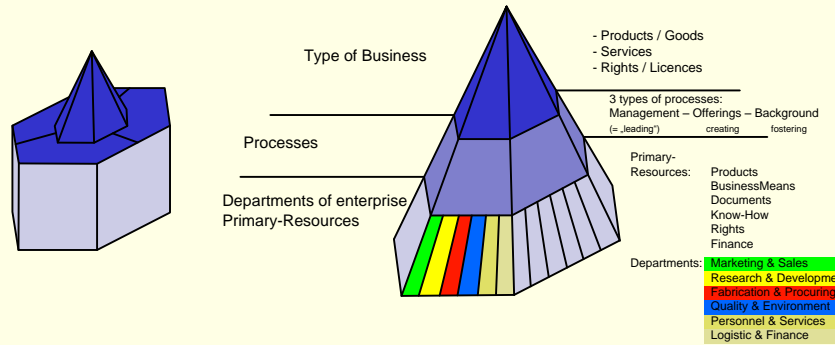 Type of Business
- Products / Goods
- Services
- Rights / Licences
3 types of processes:
Management – Offerings – Background
(= „leading“) creating fostering
Processes
Departments of enterprise
Primary-Resources
Primary-
Resources: Products
BusinessMeans
Documents
Know-How
Rights
Finance
Departments: Marketing & Sales
Research & Developme
Fabrication & Procuring
Quality & Environment
Personnel & Services
Logistic & Finance